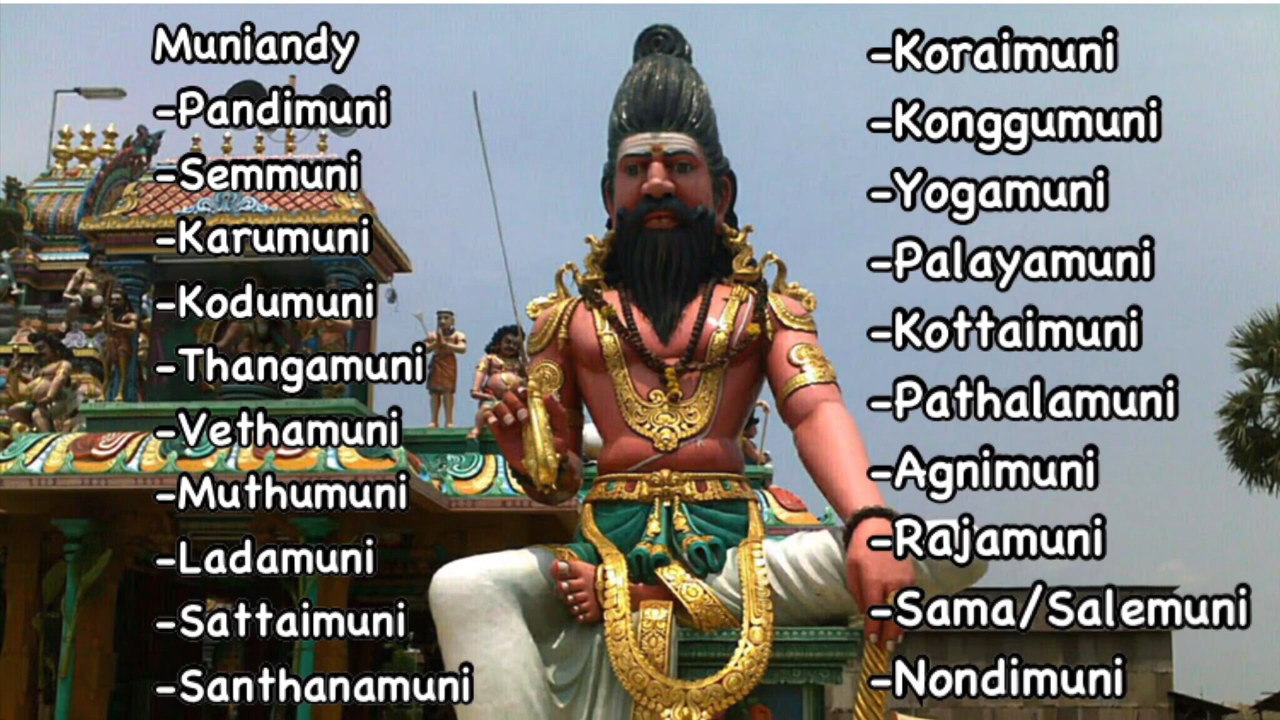 Muniandy
-Pandimuni
-Semmuni
-Karumuni
-Kodumuni
-Thangamuni
-Vethamuni
-Muthumuni
-Ladamuni
-Sattaimuni
-Santhanamuni
-Koraimuni
-Konggumuni
-Yogamuni
-Palayamuni
-Kottaimuni
-Pathalamuni
-Agnimuni
-Rajamuni
-Sama/Salemuni
-Nondimuni